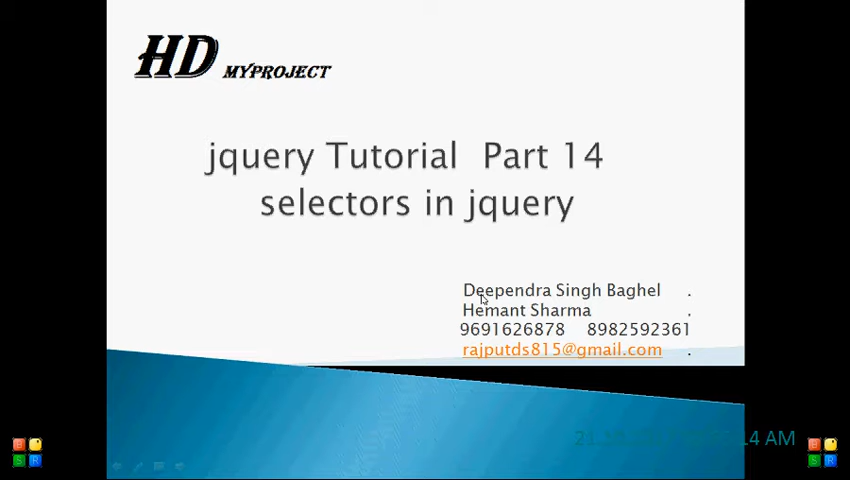 HD MYPROJECT
jquery Tutorial Part 14
selectors in jquery
Deependra Singh Baghel .
Hemant Sharma .
9691626878 8982592361
rajputds815@gmail.com .
AM